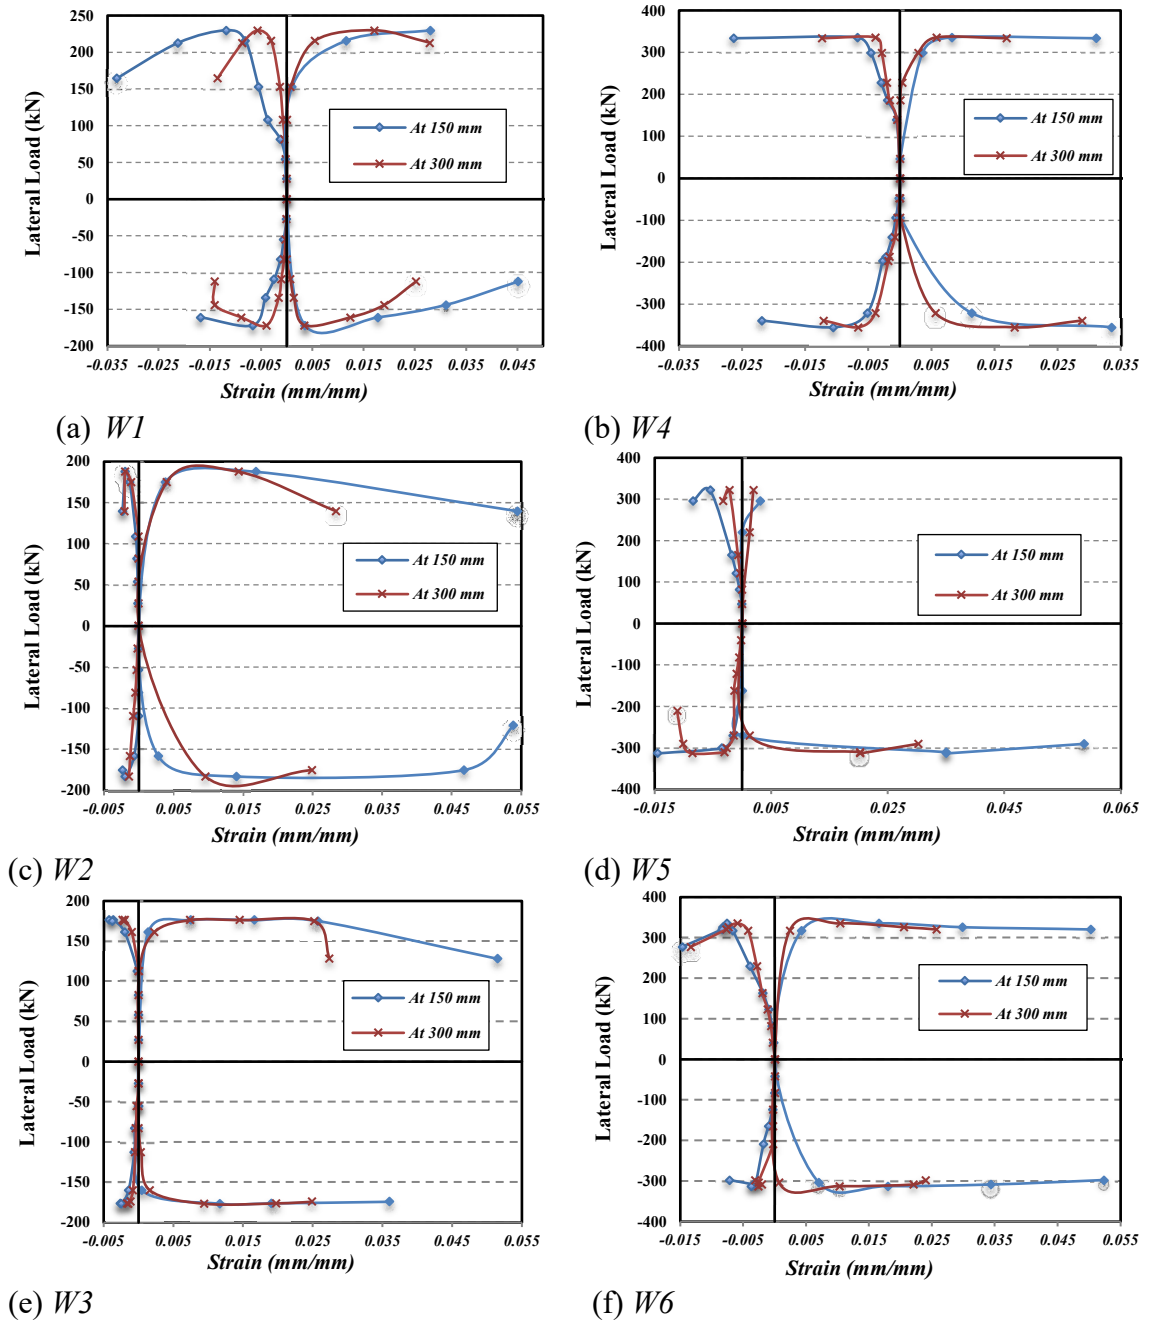 250
200
150
100
50
0
-50
-100
-150
-200
Lateral Load (kN)
At 150 mm
At 300 mm
-0.035 -0.025 -0.015 -0.005 0.005 0.015 0.025 0.035 0.045
Strain (mm/mm)
(a) W1
400
300
200
100
0
-100
-200
-300
-400
Lateral Load (kN)
At 150 mm
At 300 mm
-0.035 -0.025 -0.015 -0.005 0.005 0.015 0.025 0.035
Strain (mm/mm)
(b) W4
200
150
100
50
0
-50
-100
-150
-200
Lateral Load (kN)
At 150 mm
At 300 mm
-0.005 0.005 0.015 0.025 0.035 0.045 0.055
Strain (mm/mm)
(c) W2
400
300
200
100
0
-100
-200
-300
-400
Lateral Load (kN)
At 150 mm
At 300 mm
-0.015 0.005 0.025 0.045 0.065
Strain (mm/mm)
(d) W5
200
150
100
50
0
-50
-100
-150
-200
Lateral Load (kN)
At 150 mm
At 300 mm
-0.005 0.005 0.015 0.025 0.035 0.045 0.055
Strain (mm/mm)
(e) W3
400
300
200
100
0
-100
-200
-300
-400
Lateral Load (kN)
At 150 mm
At 300 mm
-0.015 -0.005 0.005 0.015 0.025 0.035 0.045 0.055
Strain (mm/mm)
(f) W6